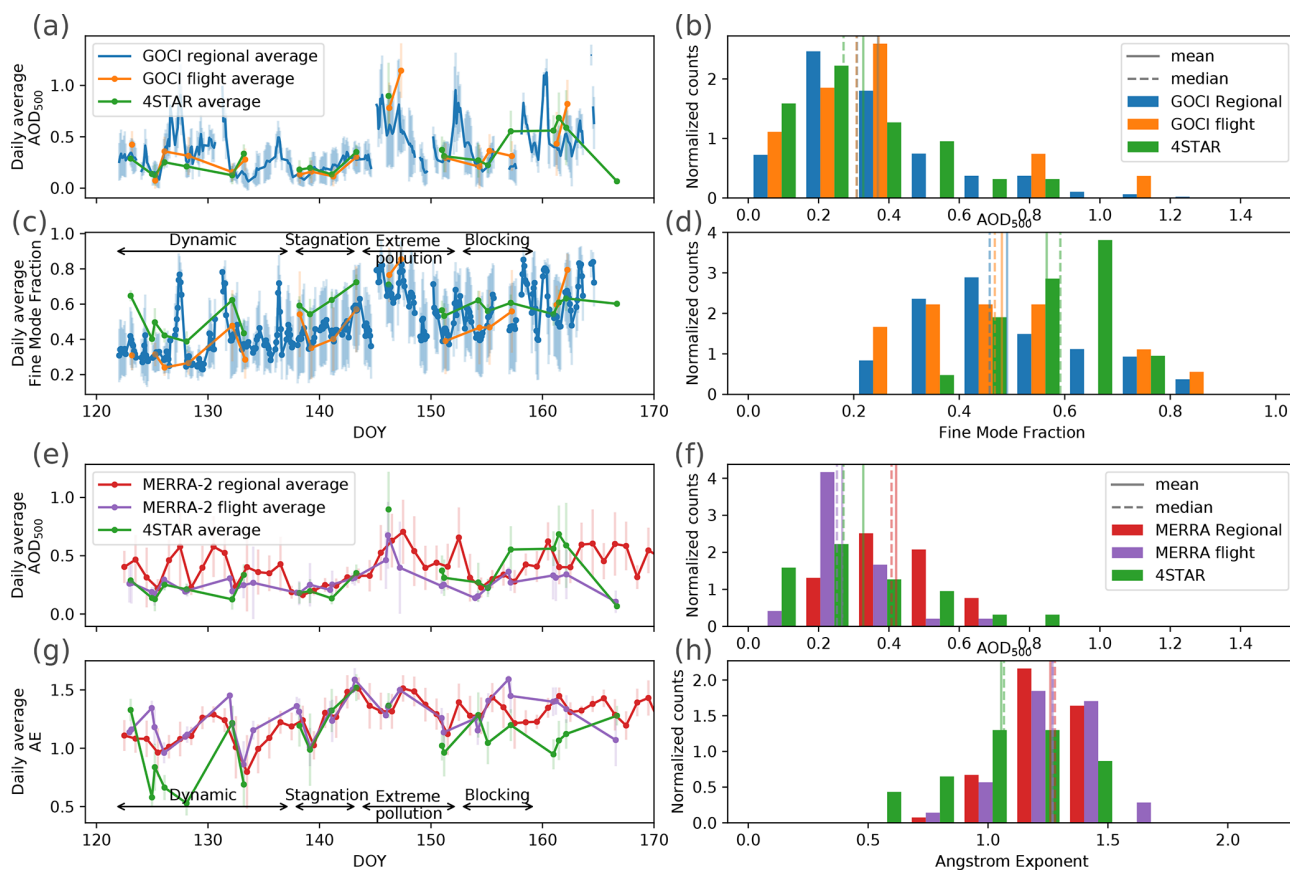 (a)
GOCI regional average
GOCI flight average
4STAR average
Daily average
AOD500
1.0
0.5
0.0
(b)
mean
median
GOCI Regional
GOCI flight
4STAR
Normalized counts
2
1
0
0.0 0.2 0.4 0.6 0.8 1.0 1.2 1.4
AOD500
(c)
Dynamic
Stagnation
Extreme
pollution
Blocking
Daily average
Fine Mode Fraction
1.0
0.8
0.6
0.4
0.2
120 130 140 150 160 170
DOY
(d)
Normalized counts
4
3
2
1
0
0.0 0.2 0.4 0.6 0.8 1.0
Fine Mode Fraction
(e)
MERRA-2 regional average
MERRA-2 flight average
4STAR average
Daily average
AOD500
1.0
0.5
0.0
(f)
mean
median
MERRA Regional
MERRA flight
4STAR
Normalized counts
4
3
2
1
0
0.0 0.2 0.4 0.6 0.8 1.0 1.2 1.4
AOD500
(g)
Daily average
AE
1.5
1.0
0.5
Dynamic
Stagnation
Extreme
pollution
Blocking
120 130 140 150 160 170
DOY
(h)
Normalized counts
2.0
1.5
1.0
0.5
0.0
0.0 0.5 1.0 1.5 2.0
Angstrom Exponent